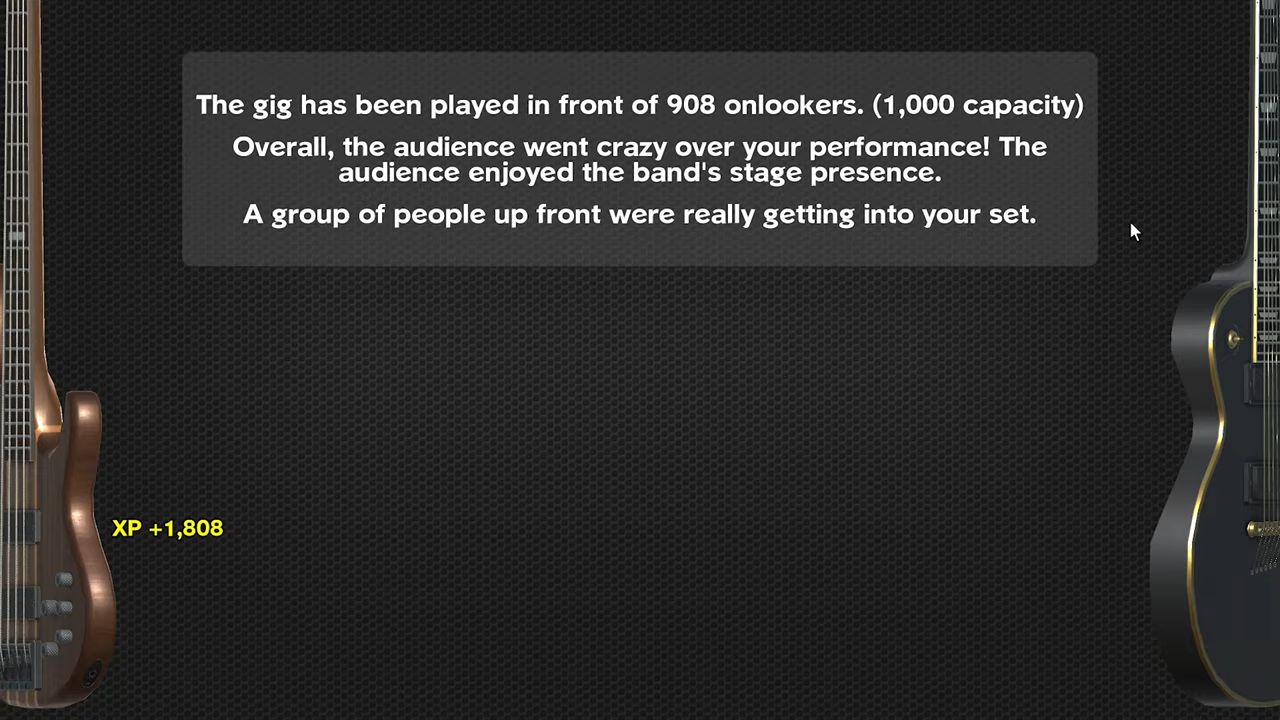 The gig has been played in front of 908 onlookers. (1,000 capacity)
Overall, the audience went crazy over your performance! The
audience enjoyed the band's stage presence.
A group of people up front were really getting into your set.
XP +1,808